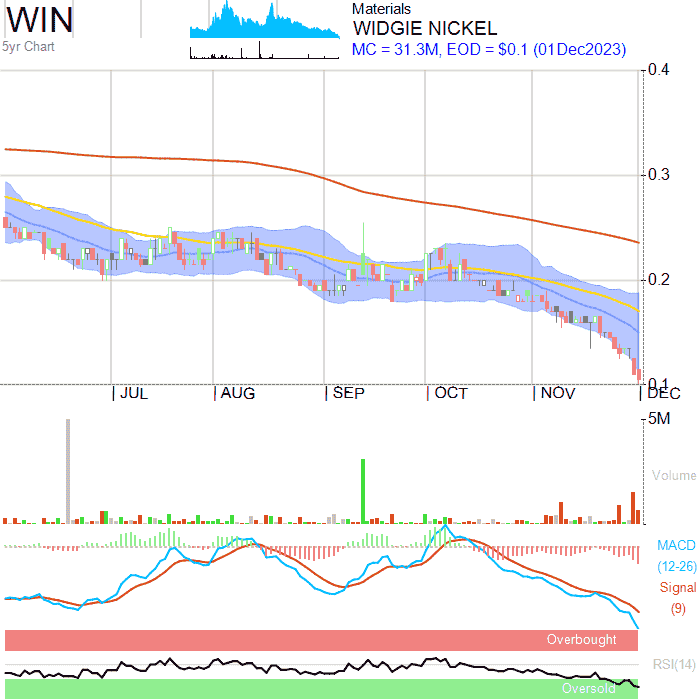 WIN
5yr Chart
Materials
WIDGIE NICKEL
MC = 31.3M, EOD = $0.1 (01Dec2023)
0.4
0.3
0.2
0.1
JUL
AUG
SEP
OCT
NOV
DEC
5M
Volume
MACD
(12-26)
Signal
(9)
Overbought
RSI(14)
Oversold